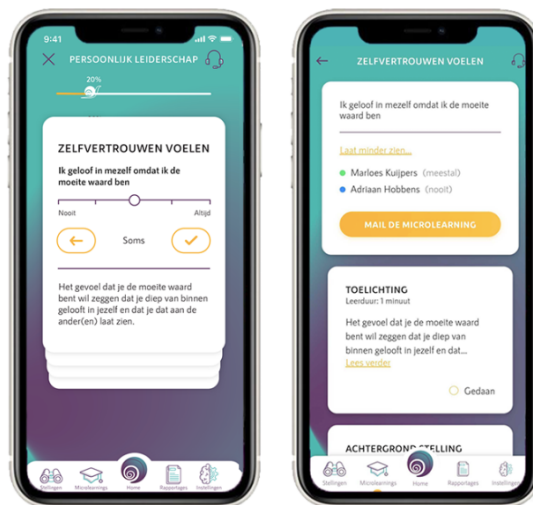 9:41
PERSOONLIJK LEIDERSCHAP
20%
ZELFVERTROUWEN VOELEN
Ik geloof in mezelf omdat ik de
moeite waard ben
Nooit
Altijd
Soms
Het gevoel dat je de moeite waard
bent wil zeggen dat je diep van binnen
gelooft in jezelf en dat je dat aan de
ander(en) laat zien.
Stellingen
Microlearnings
Home
Rapportages
Instellingen
ZELFVERTROUWEN VOELEN
Ik geloof in mezelf omdat ik de moeite
waard ben
Laat minder zien...
Marloes Kuijpers (meestal)
Adriaan Hobbens (nooit)
MAIL DE MICROLEARNING
TOELICHTING
Leerduur: 1 minuut
Het gevoel dat je de moeite waard
bent wil zeggen dat je diep van
binnen gelooft in jezelf en dat...
Lees verder
Gedaan
ACHTERGROND STELLING
Stellingen
Microlearnings
Home
Rapportages
Instellingen